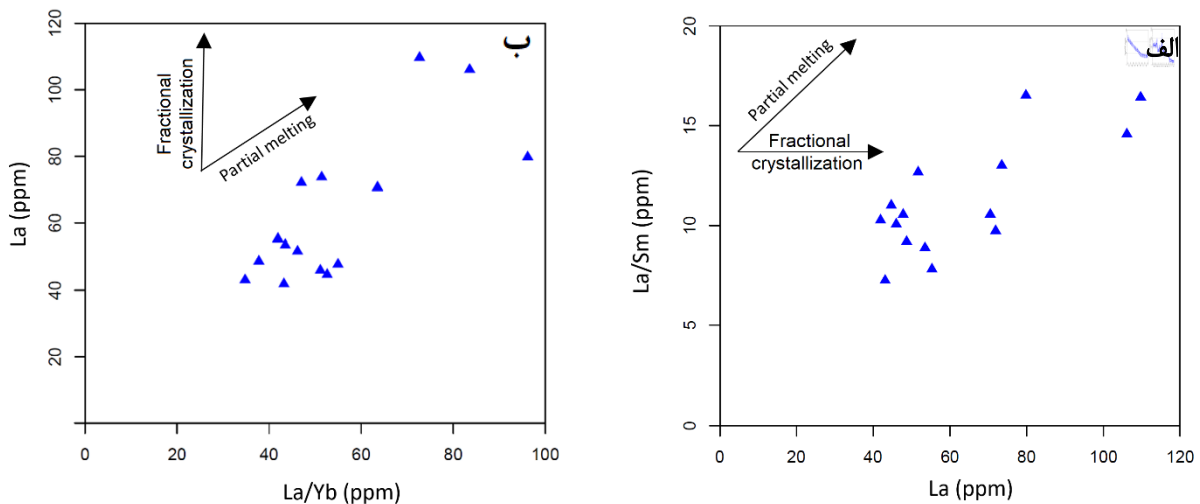 ب
Fractional
crystallization
Partial melting
La (ppm)
120
100
80
60
40
20
0
20
40
60
80
100
La/Yb (ppm)
الف
Partial melting
Fractional
crystallization
La/Sm (ppm)
20
15
10
5
0
0
20
40
60
80
100
120
La (ppm)